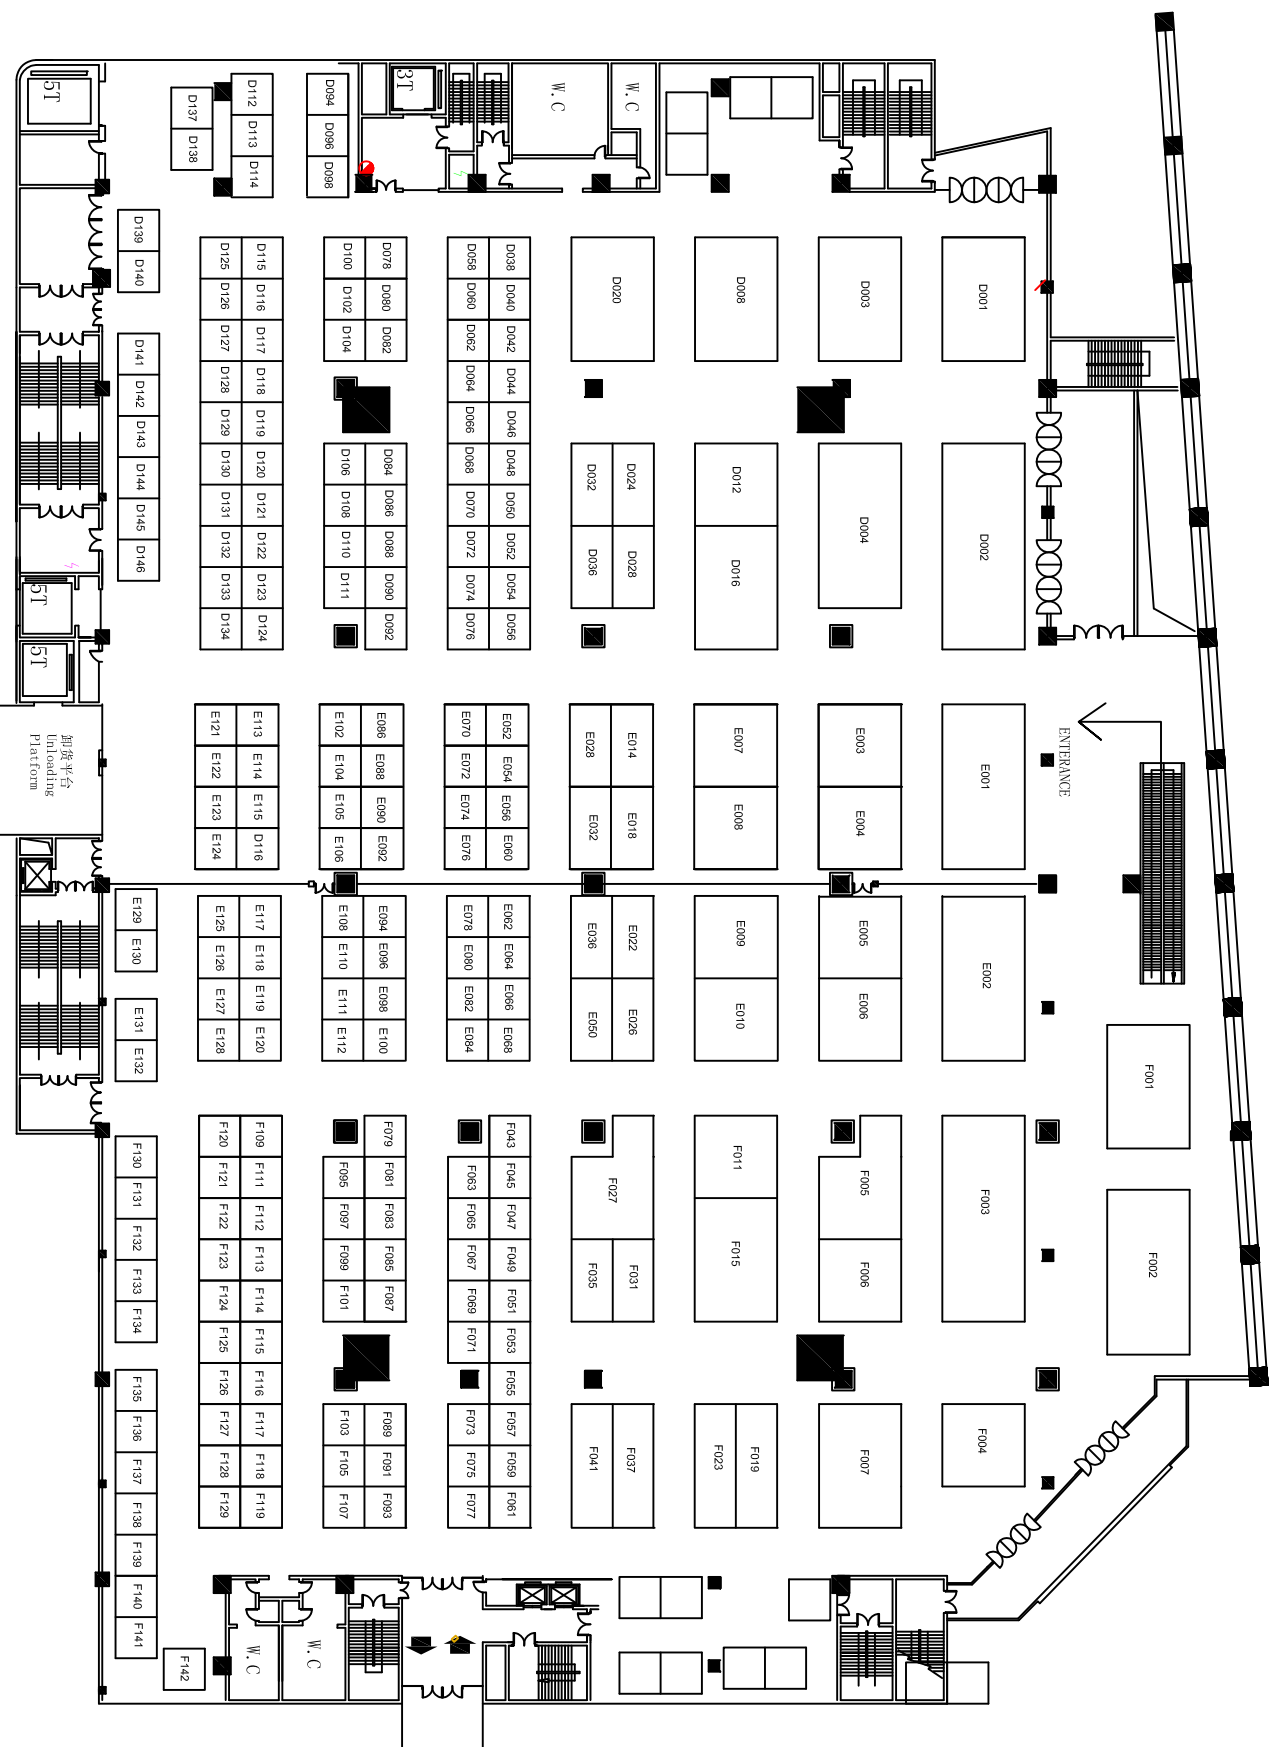 5T
3T
W.C
W.C
D094
D096
D098
D112
D113
D114
D137
D138
D139
D140
D141
D142
D143
D144
D145
D146
D125
D126
D127
D128
D129
D130
D131
D132
D133
D134
D115
D116
D117
D118
D119
D120
D121
D122
D123
D124
D100
D102
D104
D106
D108
D110
D111
D078
D080
D082
D084
D086
D088
D090
D092
D058
D060
D062
D064
D066
D068
D070
D072
D074
D076
D038
D040
D042
D044
D046
D048
D050
D052
D054
D056
D020
D032
D036
D024
D028
D008
D012
D016
D003
D004
D001
D002
5T
5T
卸货平台
Unloading
Platform
ENTERANCE
E121
E122
E123
E124
E113
E114
E115
D116
E102
E104
E105
E106
E086
E088
E090
E092
E070
E072
E074
E076
E052
E054
E056
E060
E028
E032
E014
E018
E007
E008
E003
E004
E001
E129
E130
E131
E132
E125
E126
E127
E128
E117
E118
E119
E120
E108
E110
E111
E112
E094
E096
E098
E100
E078
E080
E082
E084
E062
E064
E066
E068
E036
E050
E022
E026
E009
E010
E005
E006
E002
F001
F002
F130
F131
F132
F133
F134
F135
F136
F137
F138
F139
F140
F141
F142
F120
F121
F122
F123
F124
F125
F126
F127
F128
F129
F109
F111
F112
F113
F114
F115
F116
F117
F118
F119
F095
F097
F099
F101
F103
F105
F107
F079
F081
F083
F085
F087
F089
F091
F093
F063
F065
F067
F069
F071
F073
F075
F077
F043
F045
F047
F049
F051
F053
F055
F057
F059
F061
F027
F035
F031
F041
F037
F011
F015
F023
F019
F005
F006
F007
F003
F004
W.C
W.C